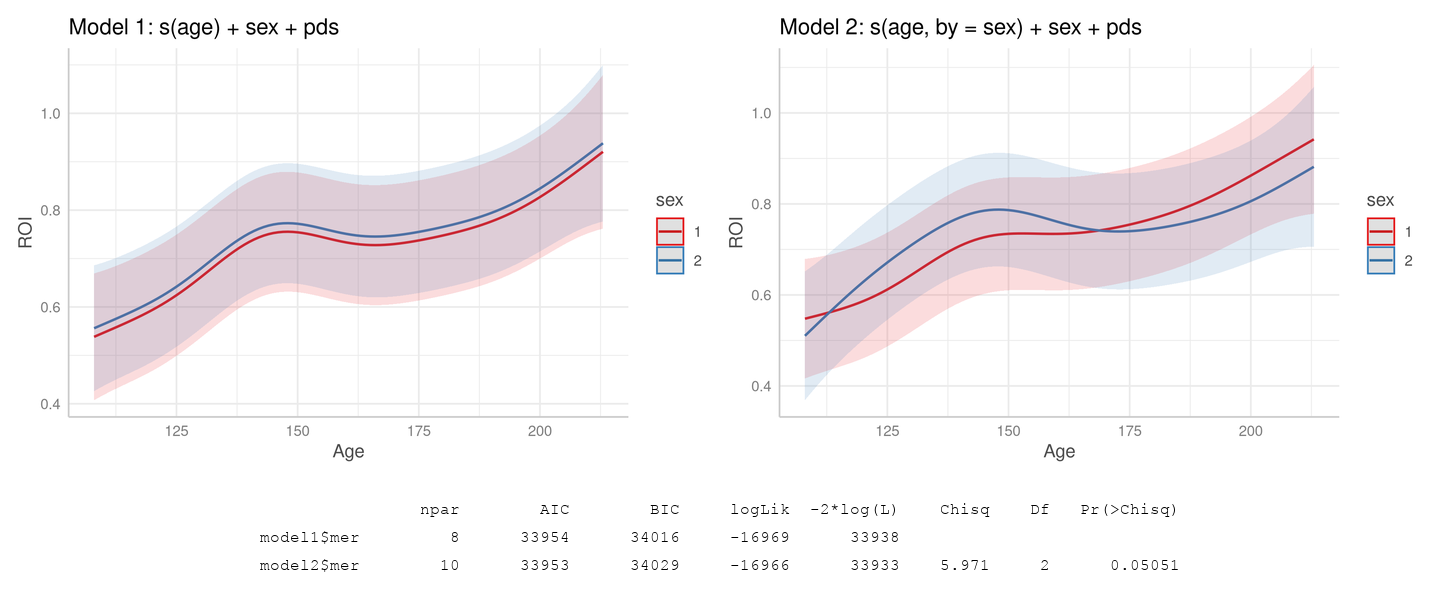 Model 1: s(age) + sex + pds
1.0
0.8
0.6
0.4
ROI
125 150 175 200
Age
sex
1
2
Model 2: s(age, by = sex) + sex + pds
1.0
0.8
0.6
0.4
ROI
125 150 175 200
Age
sex
1
2
npar AIC BIC logLik -2*log(L) Chisq Df Pr(>Chisq)
model1$mer 8 33954 34016 -16969 33938
model2$mer 10 33953 34029 -16966 33933 5.971 2 0.05051